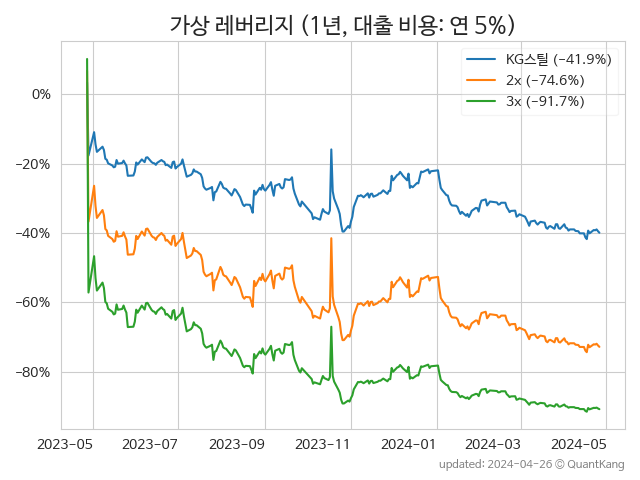 가상 레버리지 (1년, 대출 비용: 연 5%)
KG스틸 (−41.9%)
2x (−74.6%)
3x (−91.7%)
0%
−20%
−40%
−60%
−80%
2023-05 2023-07 2023-09 2023-11 2024-01 2024-03 2024-05
updated: 2024-04-26 © QuantKang